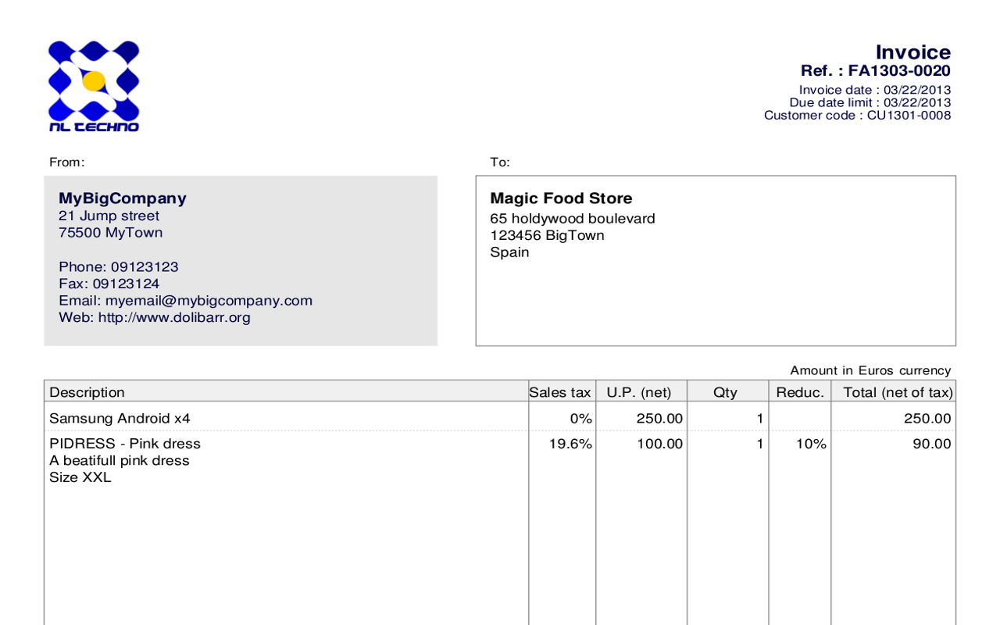 NL TECHNO
Invoice
Ref. : FA1303-0020
Invoice date : 03/22/2013
Due date limit : 03/22/2013
Customer code : CU1301-0008
From:
MyBigCompany
21 Jump street
75500 MyTown
Phone: 09123123
Fax: 09123124
Email: myemail@mybigcompany.com
Web: http://www.dolibarr.org
To:
Magic Food Store
65 holdywood boulevard
123456 BigTown
Spain
Amount in Euros currency
Description Sales tax U.P. (net) Qty Reduc. Total (net of tax)
Samsung Android x4 0% 250.00 1 250.00
PIDRESS - Pink dress 19.6% 100.00 1 10% 90.00
A beatifull pink dress
Size XXL